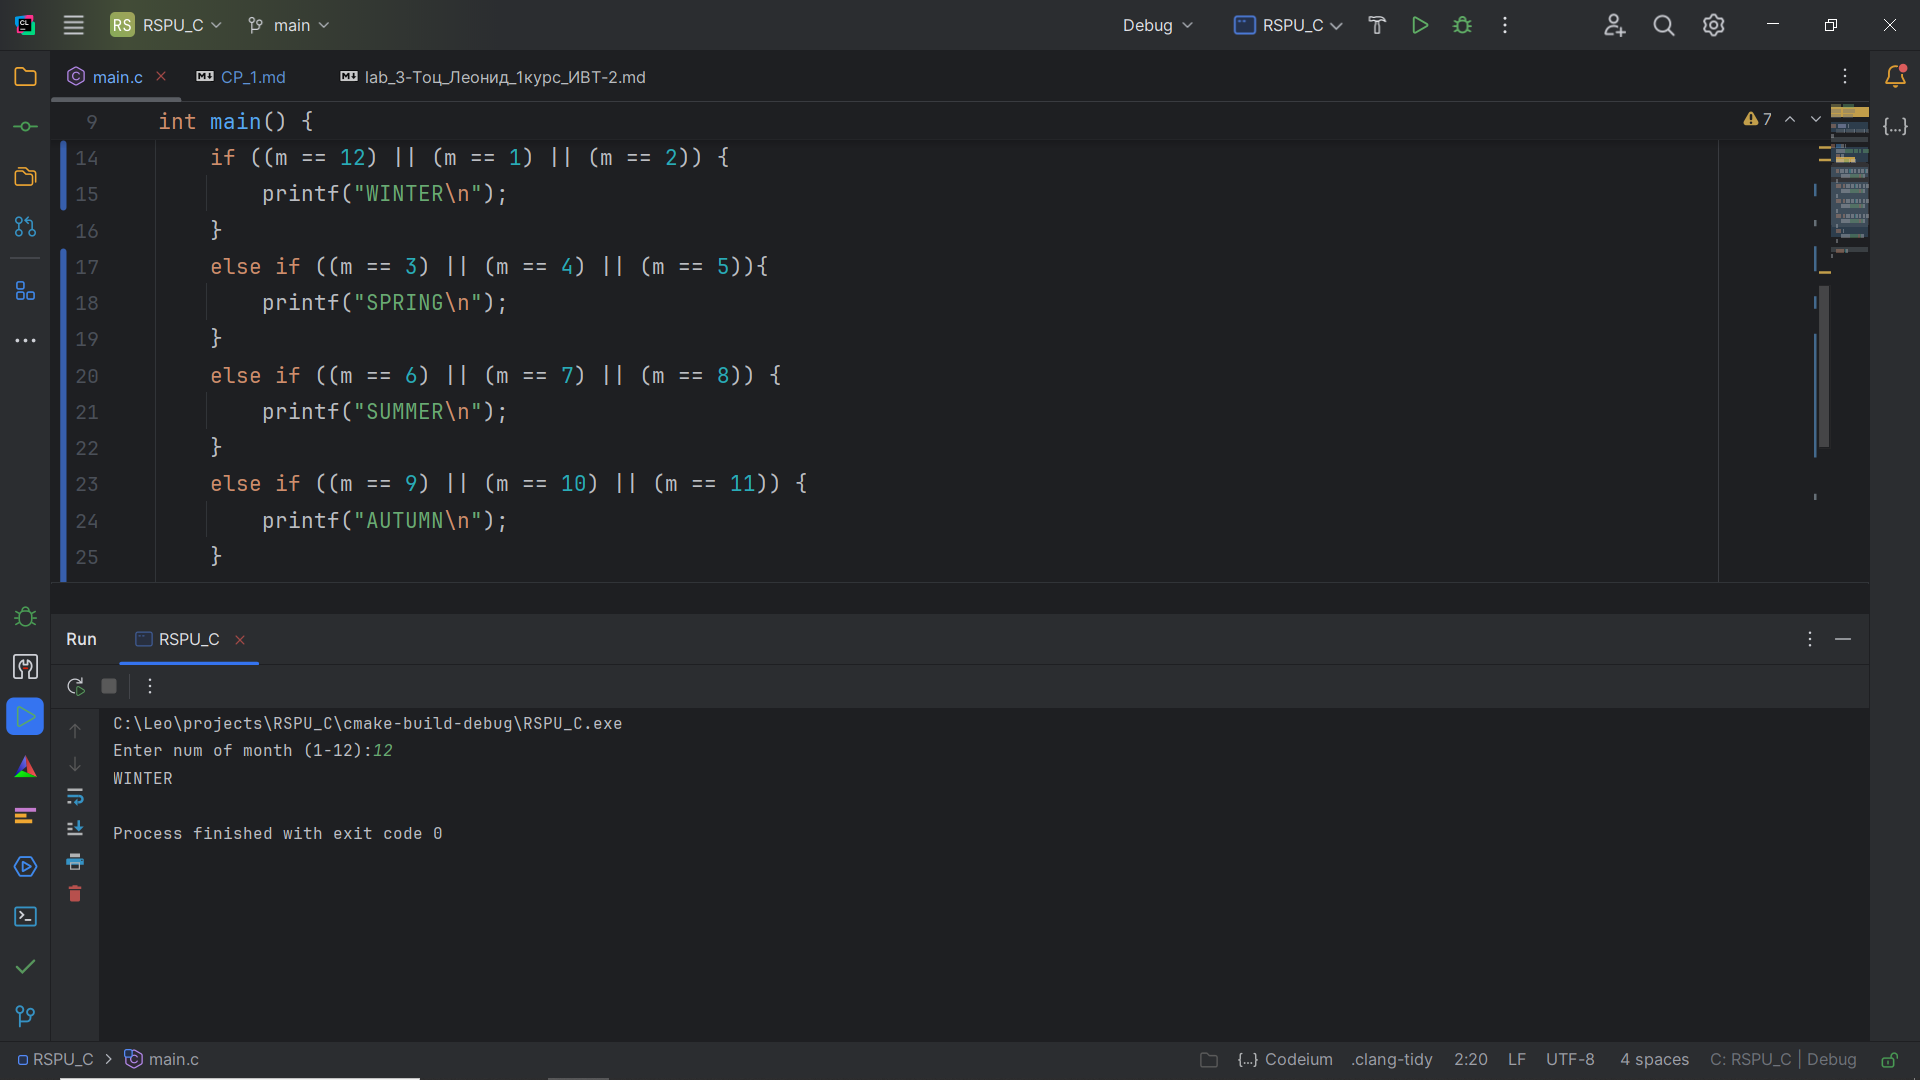 RS RSPU_C main Debug RSPU_C
main.c CP_1.md lab_3-Тоц_Леонид_1курс_ИВТ-2.md
9 int main() { 7
14 if ((m == 12) || (m == 1) || (m == 2)) {
15 printf("WINTER\n");
16 }
17 else if ((m == 3) || (m == 4) || (m == 5)){
18 printf("SPRING\n");
19 }
20 else if ((m == 6) || (m == 7) || (m == 8)) {
21 printf("SUMMER\n");
22 }
23 else if ((m == 9) || (m == 10) || (m == 11)) {
24 printf("AUTUMN\n");
25 }
Run RSPU_C
C:\Leo\projects\RSPU_C\cmake-build-debug\RSPU_C.exe
Enter num of month (1-12):12
WINTER
Process finished with exit code 0
RSPU_C > main.c {...} Codeium .clang-tidy 2:20 LF UTF-8 4 spaces C: RSPU_C | Debug